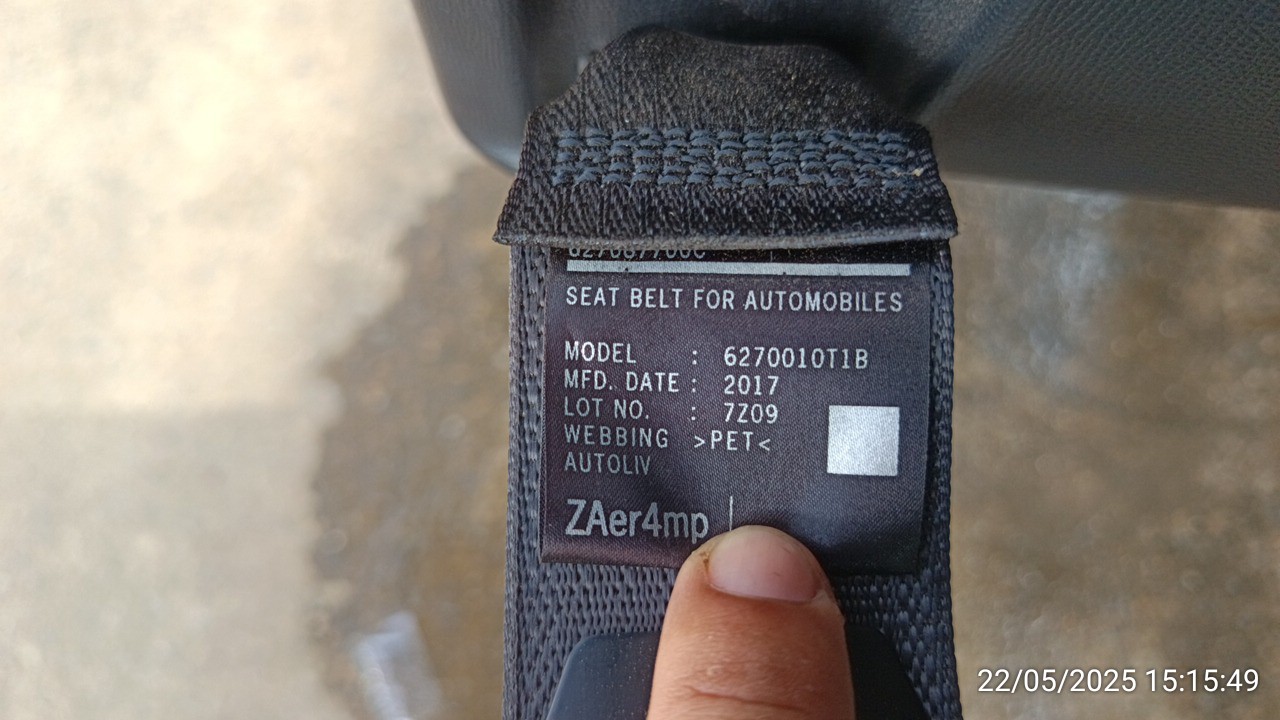 SEAT BELT FOR AUTOMOBILES
MODEL : 6270010T1B
MFD. DATE : 2017
LOT NO. : 7Z09
WEBBING >PET<
AUTOLIV
ZAer4mp
22/05/2025 15:15:49